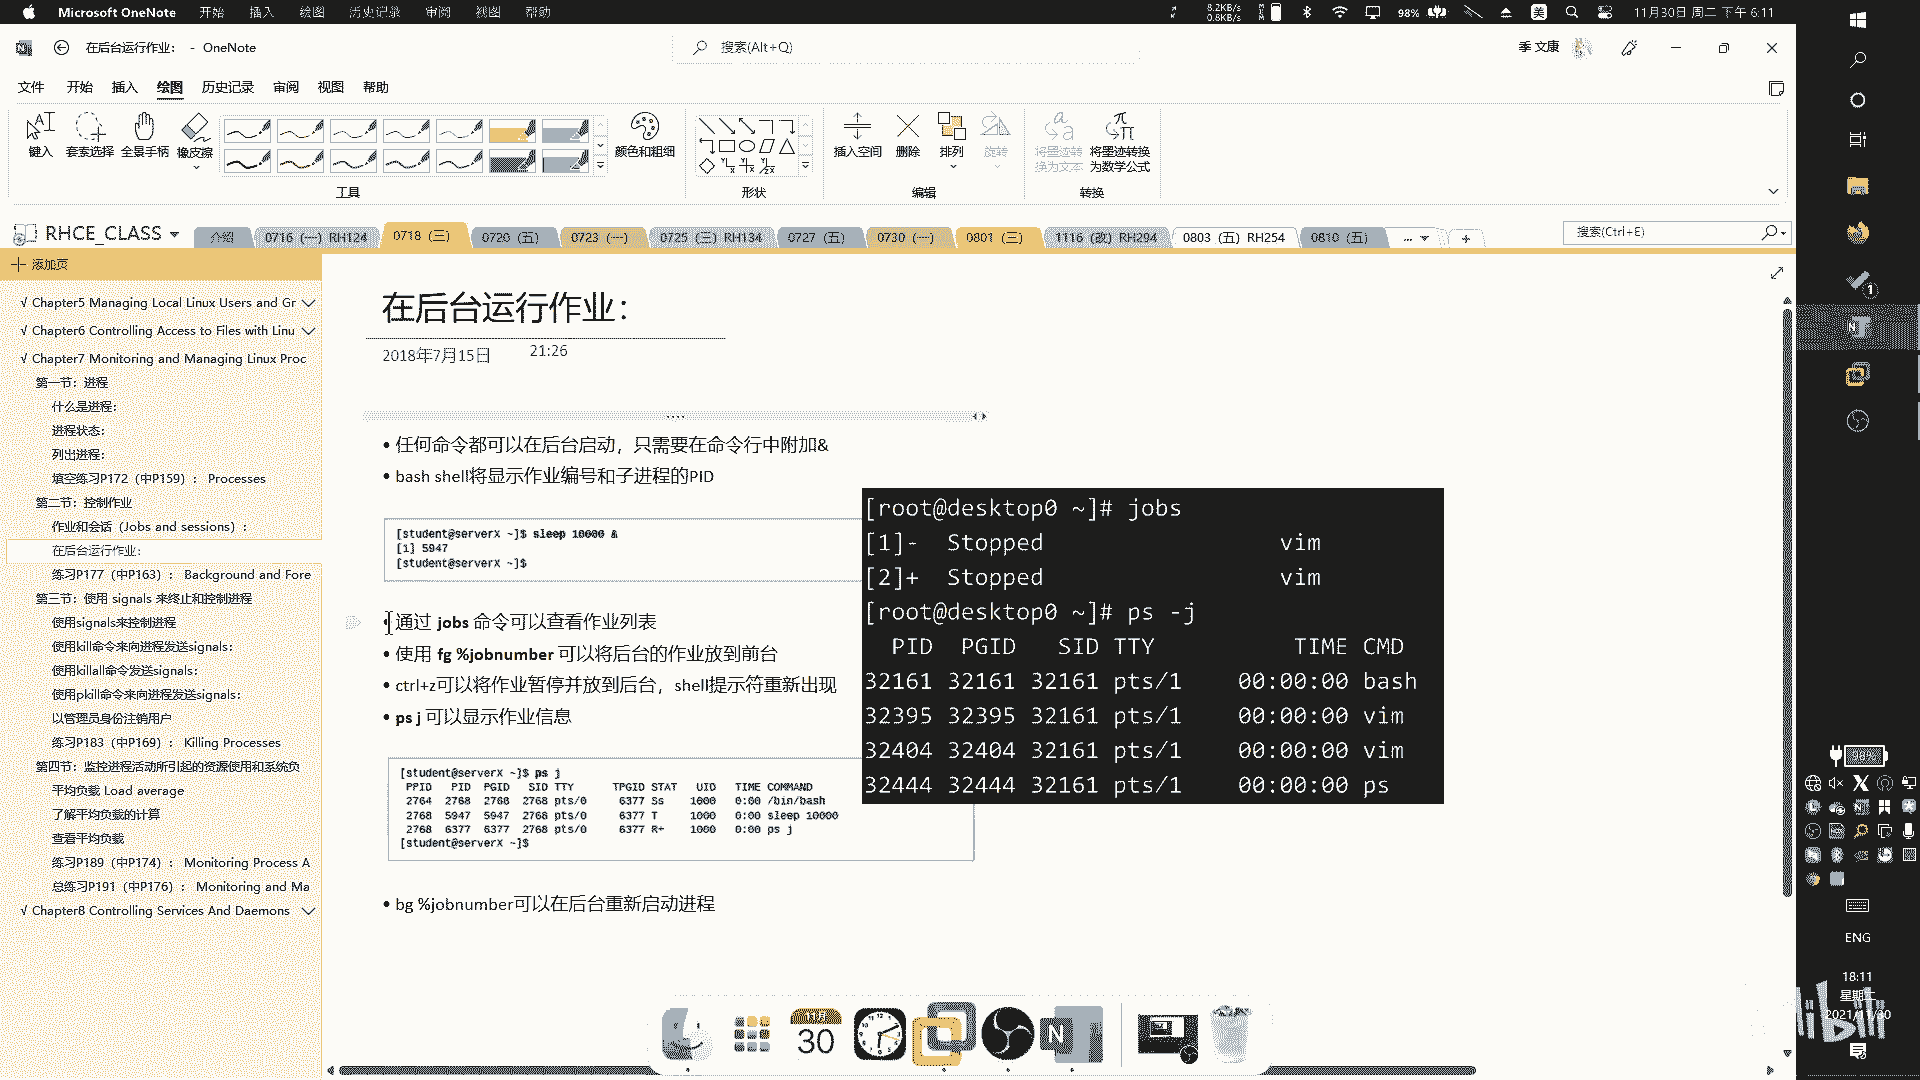 Microsoft OneNote 开始 插入 绘图 历史记录 审阅 视图 帮助
8.2KB/s
0.8KB/s
98%
美
11月30日 周二 下午 6:11
在后台运行作业： - OneNote
搜索(Alt+Q)
季 文康
文件 开始 插入 绘图 历史记录 审阅 视图 帮助
键入 套索选择 全景手柄 橡皮擦
颜色和粗细
插入空间 删除 排列 旋转
将墨迹转换为文本
将墨迹转换为数学公式
工具 形状 编辑 转换
RHCE_CLASS
介绍 0716（一）RH124 0718（三） 0720（五） 0723（一） 0725（三）RH134 0727（五） 0730（一） 0801（三） 1116（改）RH294 0803（五）RH254 0810（五） ...
搜索(Ctrl+E)
添加页
√ Chapter5 Managing Local Linux Users and Gr
√ Chapter6 Controlling Access to Files with Linu
√ Chapter7 Monitoring and Managing Linux Proc
第一节：进程
什么是进程：
进程状态：
列出进程：
填空练习P172（中P159）： Processes
第二节：控制作业
作业和会话（Jobs and sessions）：
在后台运行作业：
练习P177（中P163）： Background and Fore
第三节：使用 signals 来终止和控制进程
使用signals来控制进程
使用kill命令来向进程发送signals：
使用killall命令发送signals：
使用pkill命令来向进程发送signals：
以管理员身份注销用户
练习P183（中P169）： Killing Processes
第四节：监控进程活动所引起的资源使用和系统负
平均负载 Load average
了解平均负载的计算
查看平均负载
练习P189（中P174）： Monitoring Process A
总练习P191（中P176）： Monitoring and Ma
√ Chapter8 Controlling Services And Daemons
在后台运行作业：
2018年7月15日 21:26
• 任何命令都可以在后台启动，只需要在命令行中附加&
• bash shell将显示作业编号和子进程的PID
[student@serverX ~]$ sleep 10000 &
[1] 5947
[student@serverX ~]$
• 通过 jobs 命令可以查看作业列表
• 使用 fg %jobnumber 可以将后台的作业放到前台
• ctrl+z可以将作业暂停并放到后台，shell提示符重新出现
• ps j 可以显示作业信息
[student@serverX ~]$ ps j
PPID PID PGID SID TTY TPGID STAT UID TIME COMMAND
2764 2768 2768 2768 pts/0 6377 Ss 1000 0:00 /bin/bash
2768 5947 5947 2768 pts/0 6377 T 1000 0:00 sleep 10000
2768 6377 6377 2768 pts/0 6377 R+ 1000 0:00 ps j
[student@serverX ~]$
• bg %jobnumber可以在后台重新启动进程
[root@desktop0 ~]# jobs
[1]- Stopped vim
[2]+ Stopped vim
[root@desktop0 ~]# ps -j
PID PGID SID TTY TIME CMD
32161 32161 32161 pts/1 00:00:00 bash
32395 32395 32161 pts/1 00:00:00 vim
32404 32404 32161 pts/1 00:00:00 vim
32444 32444 32161 pts/1 00:00:00 ps
1
98%
ENG
18:11
星期二
2021/11/30
11月
30
N